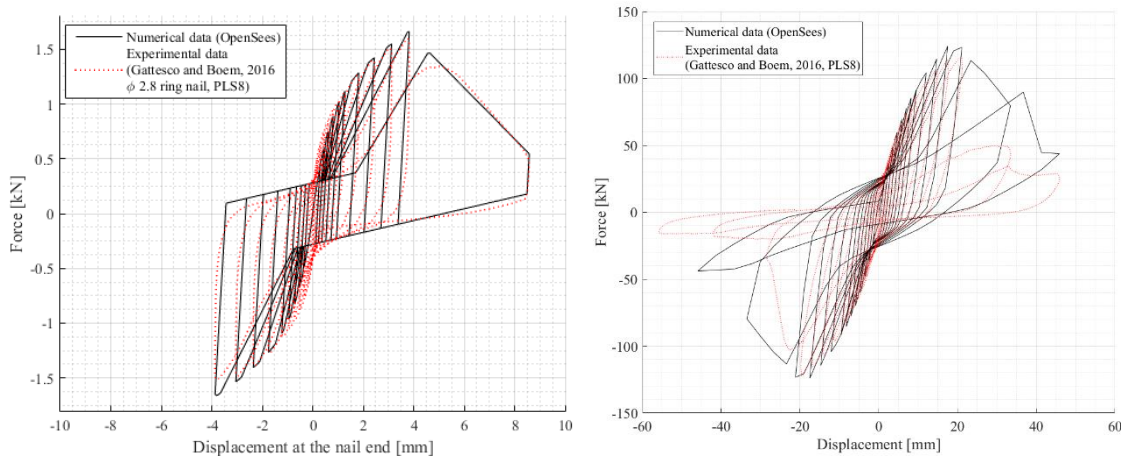 Numerical data (OpenSees)
Experimental data
(Gattesco and Boem, 2016
ϕ 2.8 ring nail, PLS8)
1.5
1
0.5
0
-0.5
-1
-1.5
Force [kN]
-10 -8 -6 -4 -2 0 2 4 6 8 10
Displacement at the nail end [mm]
Numerical data (OpenSees)
Experimental data
(Gattesco and Boem, 2016, PLS8)
150
100
50
0
-50
-100
-150
Force [kN]
-60 -40 -20 0 20 40 60
Displacement [mm]